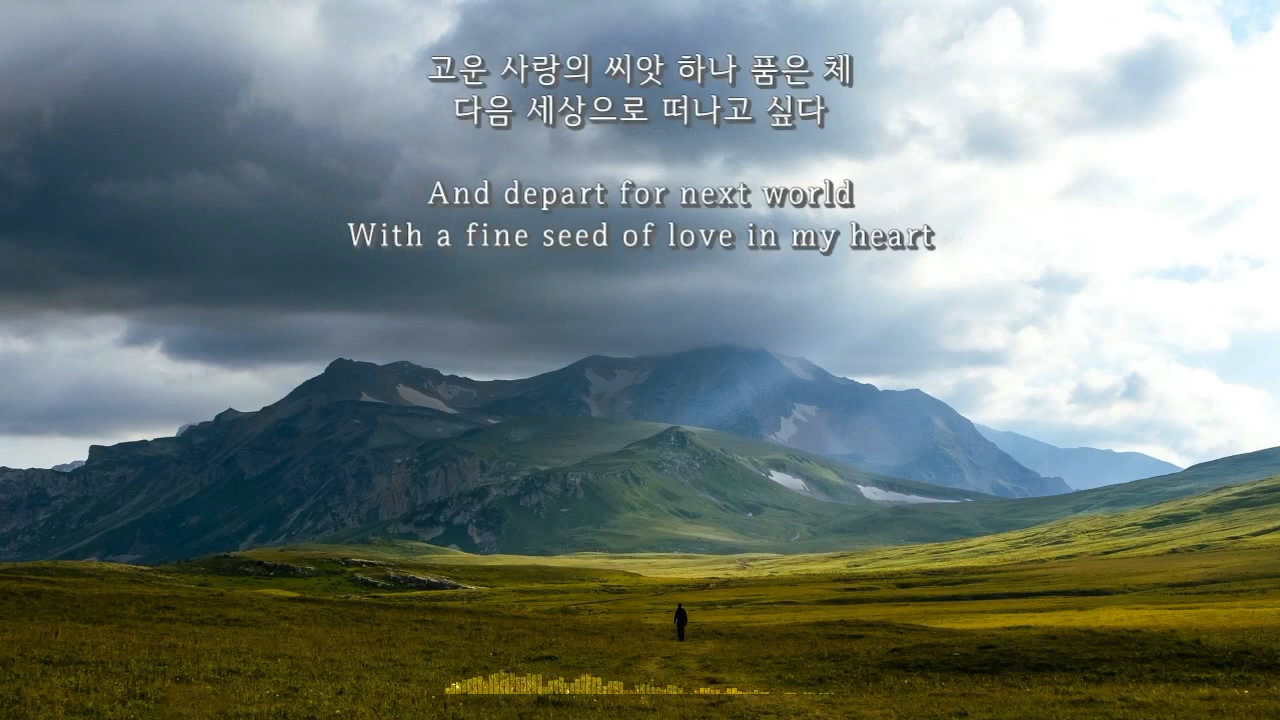 고운 사랑의 씨앗 하나 품은 체
다음 세상으로 떠나고 싶다
And depart for next world
With a fine seed of love in my heart